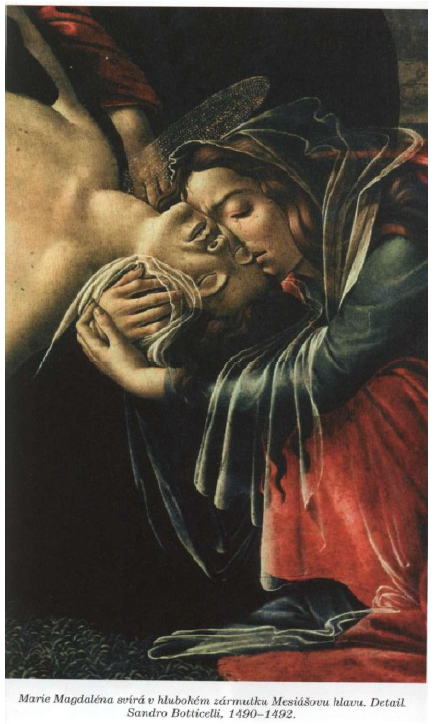 Marie Magdaléna svírá v hlubokém zármutku Mesiášovu hlavu. Detail.
Sandro Botticelli, 1490–1492.